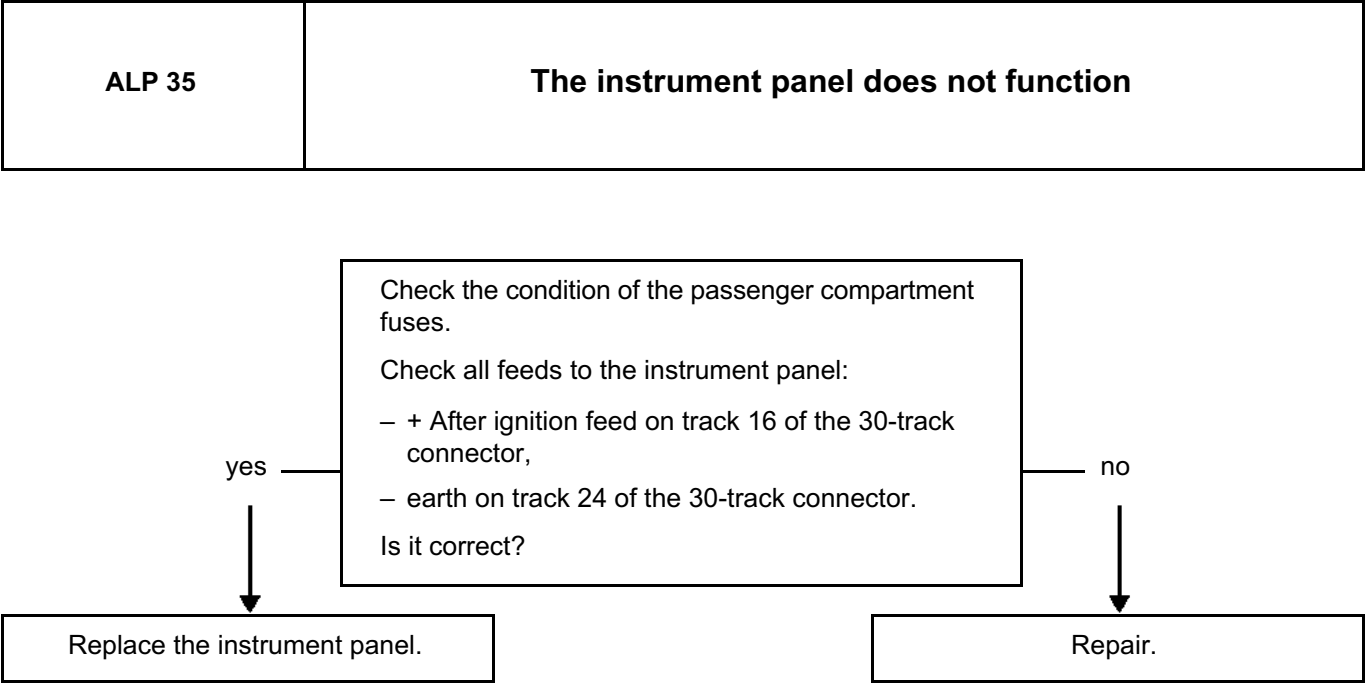 ALP 35
The instrument panel does not function
Check the condition of the passenger compartment
fuses.
Check all feeds to the instrument panel:
– + After ignition feed on track 16 of the 30-track
connector,
– earth on track 24 of the 30-track connector.
Is it correct?
yes
no
Replace the instrument panel.
Repair.